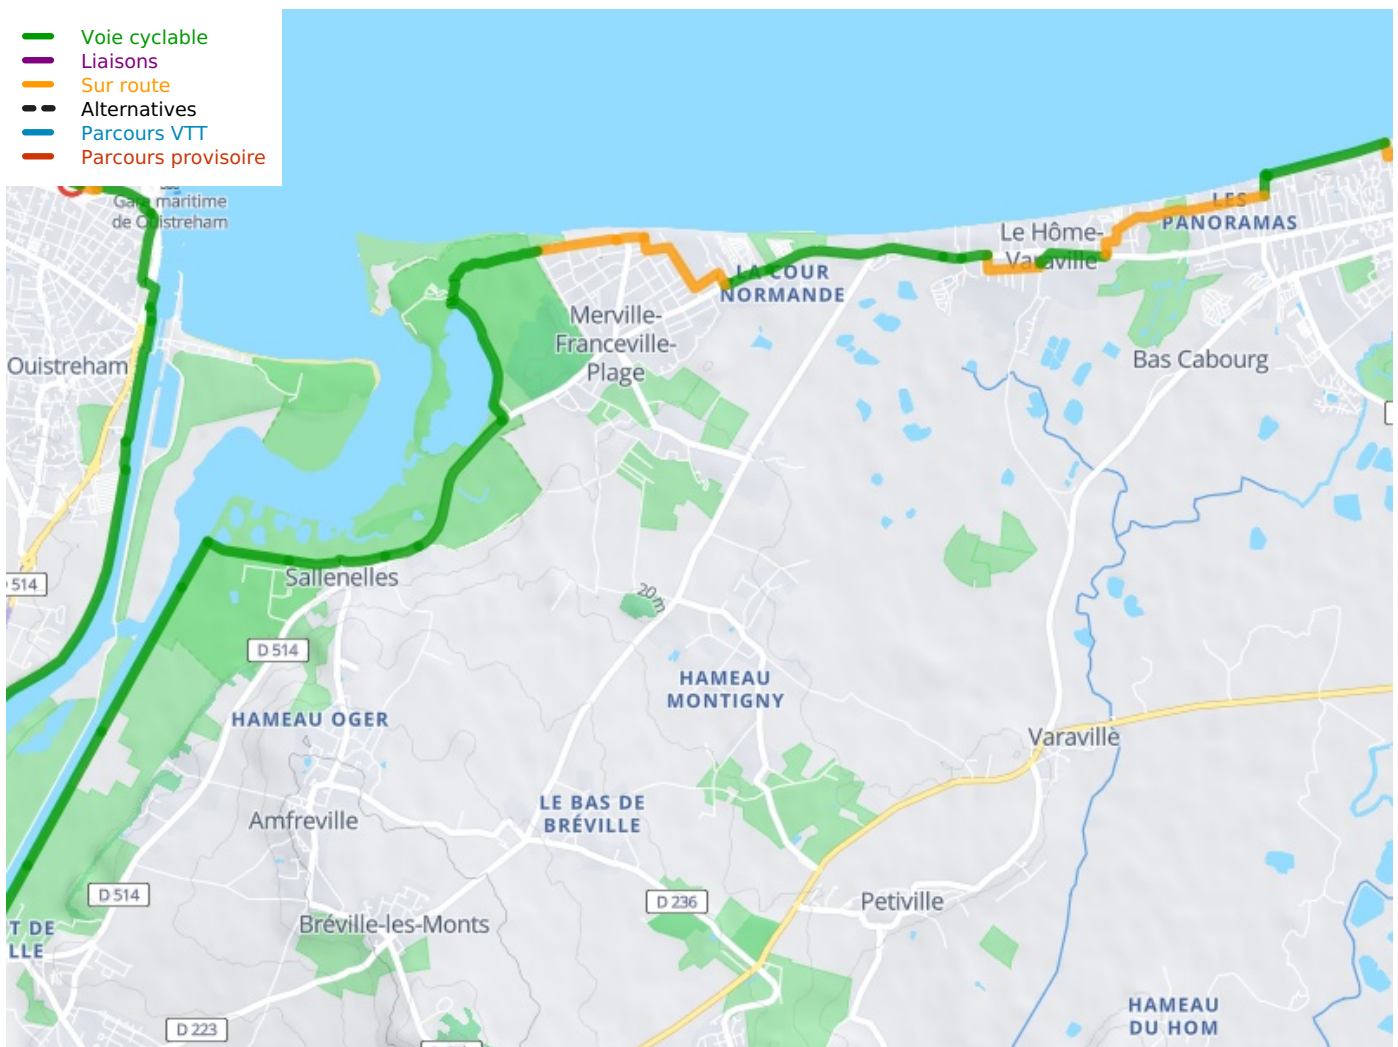 Voie cyclable
Liaisons
Sur route
Alternatives
Parcours VTT
Parcours provisoire
Gare maritime
de Ouistreham
LES
PANORAMAS
Le Hôme-
Varaville
LA COUR
NORMANDE
Merville-
Franceville-
Plage
Ouistreham
Bas Cabourg
514
Sallenelles
20 m
D 514
HAMEAU
MONTIGNY
HAMEAU OGER
Varaville
LE BAS DE
BRÉVILLE
Amfreville
D 514
D 236
Petiville
Bréville-les-Monts
T DE
LLE
HAMEAU
DU HOM
D 223